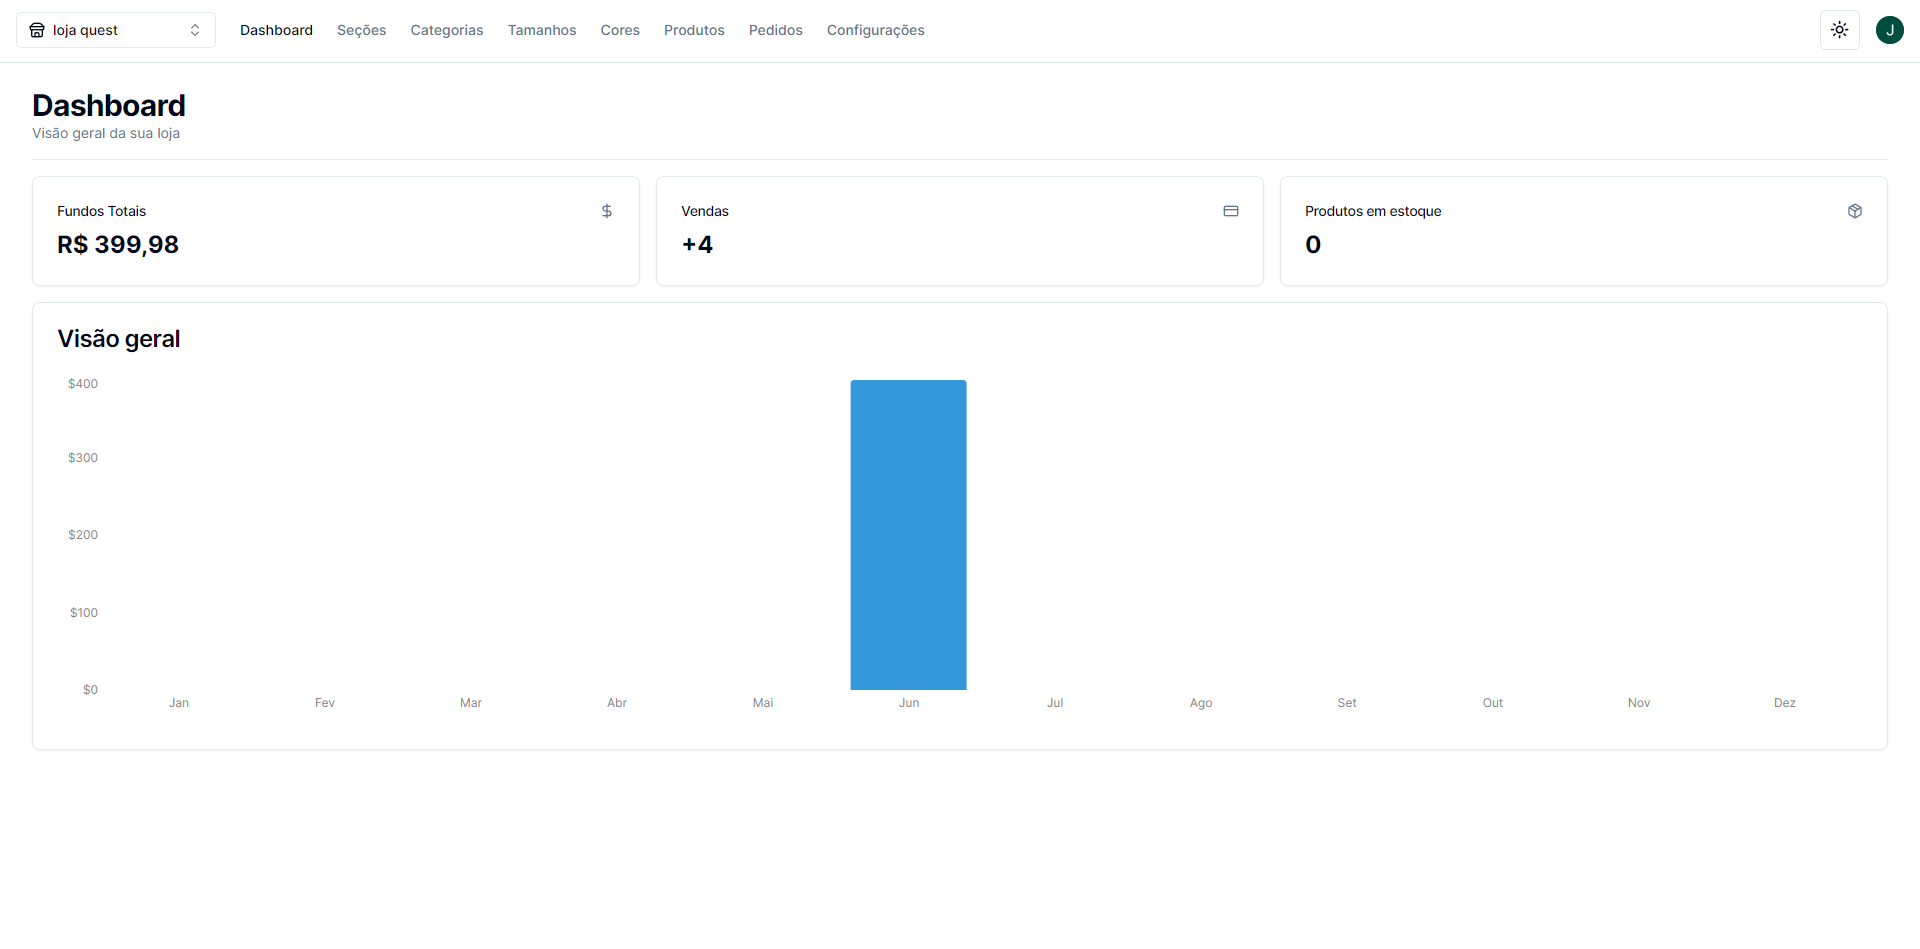 loja quest Dashboard Seções Categorias Tamanhos Cores Produtos Pedidos Configurações J
Dashboard
Visão geral da sua loja
Fundos Totais
R$ 399,98
Vendas
+4
Produtos em estoque
0
Visão geral
$400
$300
$200
$100
$0
Jan Fev Mar Abr Mai Jun Jul Ago Set Out Nov Dez